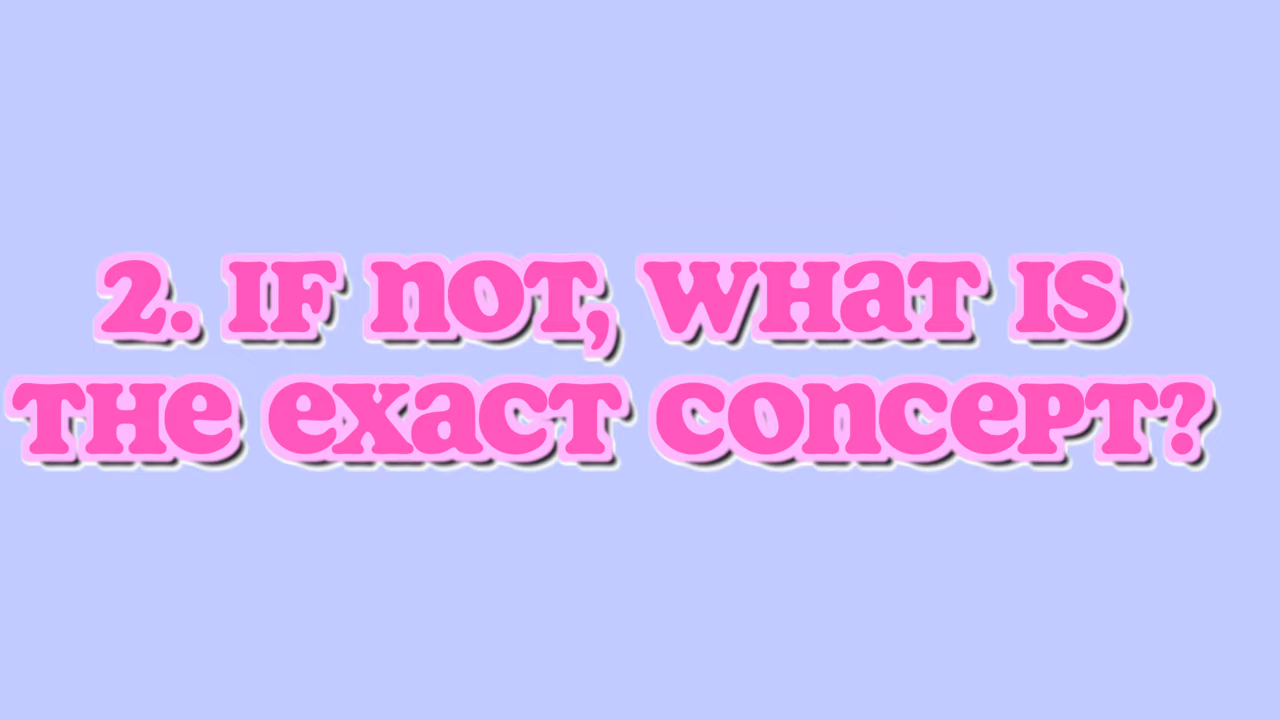 2. IF NOT, WHAT IS
THE EXACT CONCEPT?